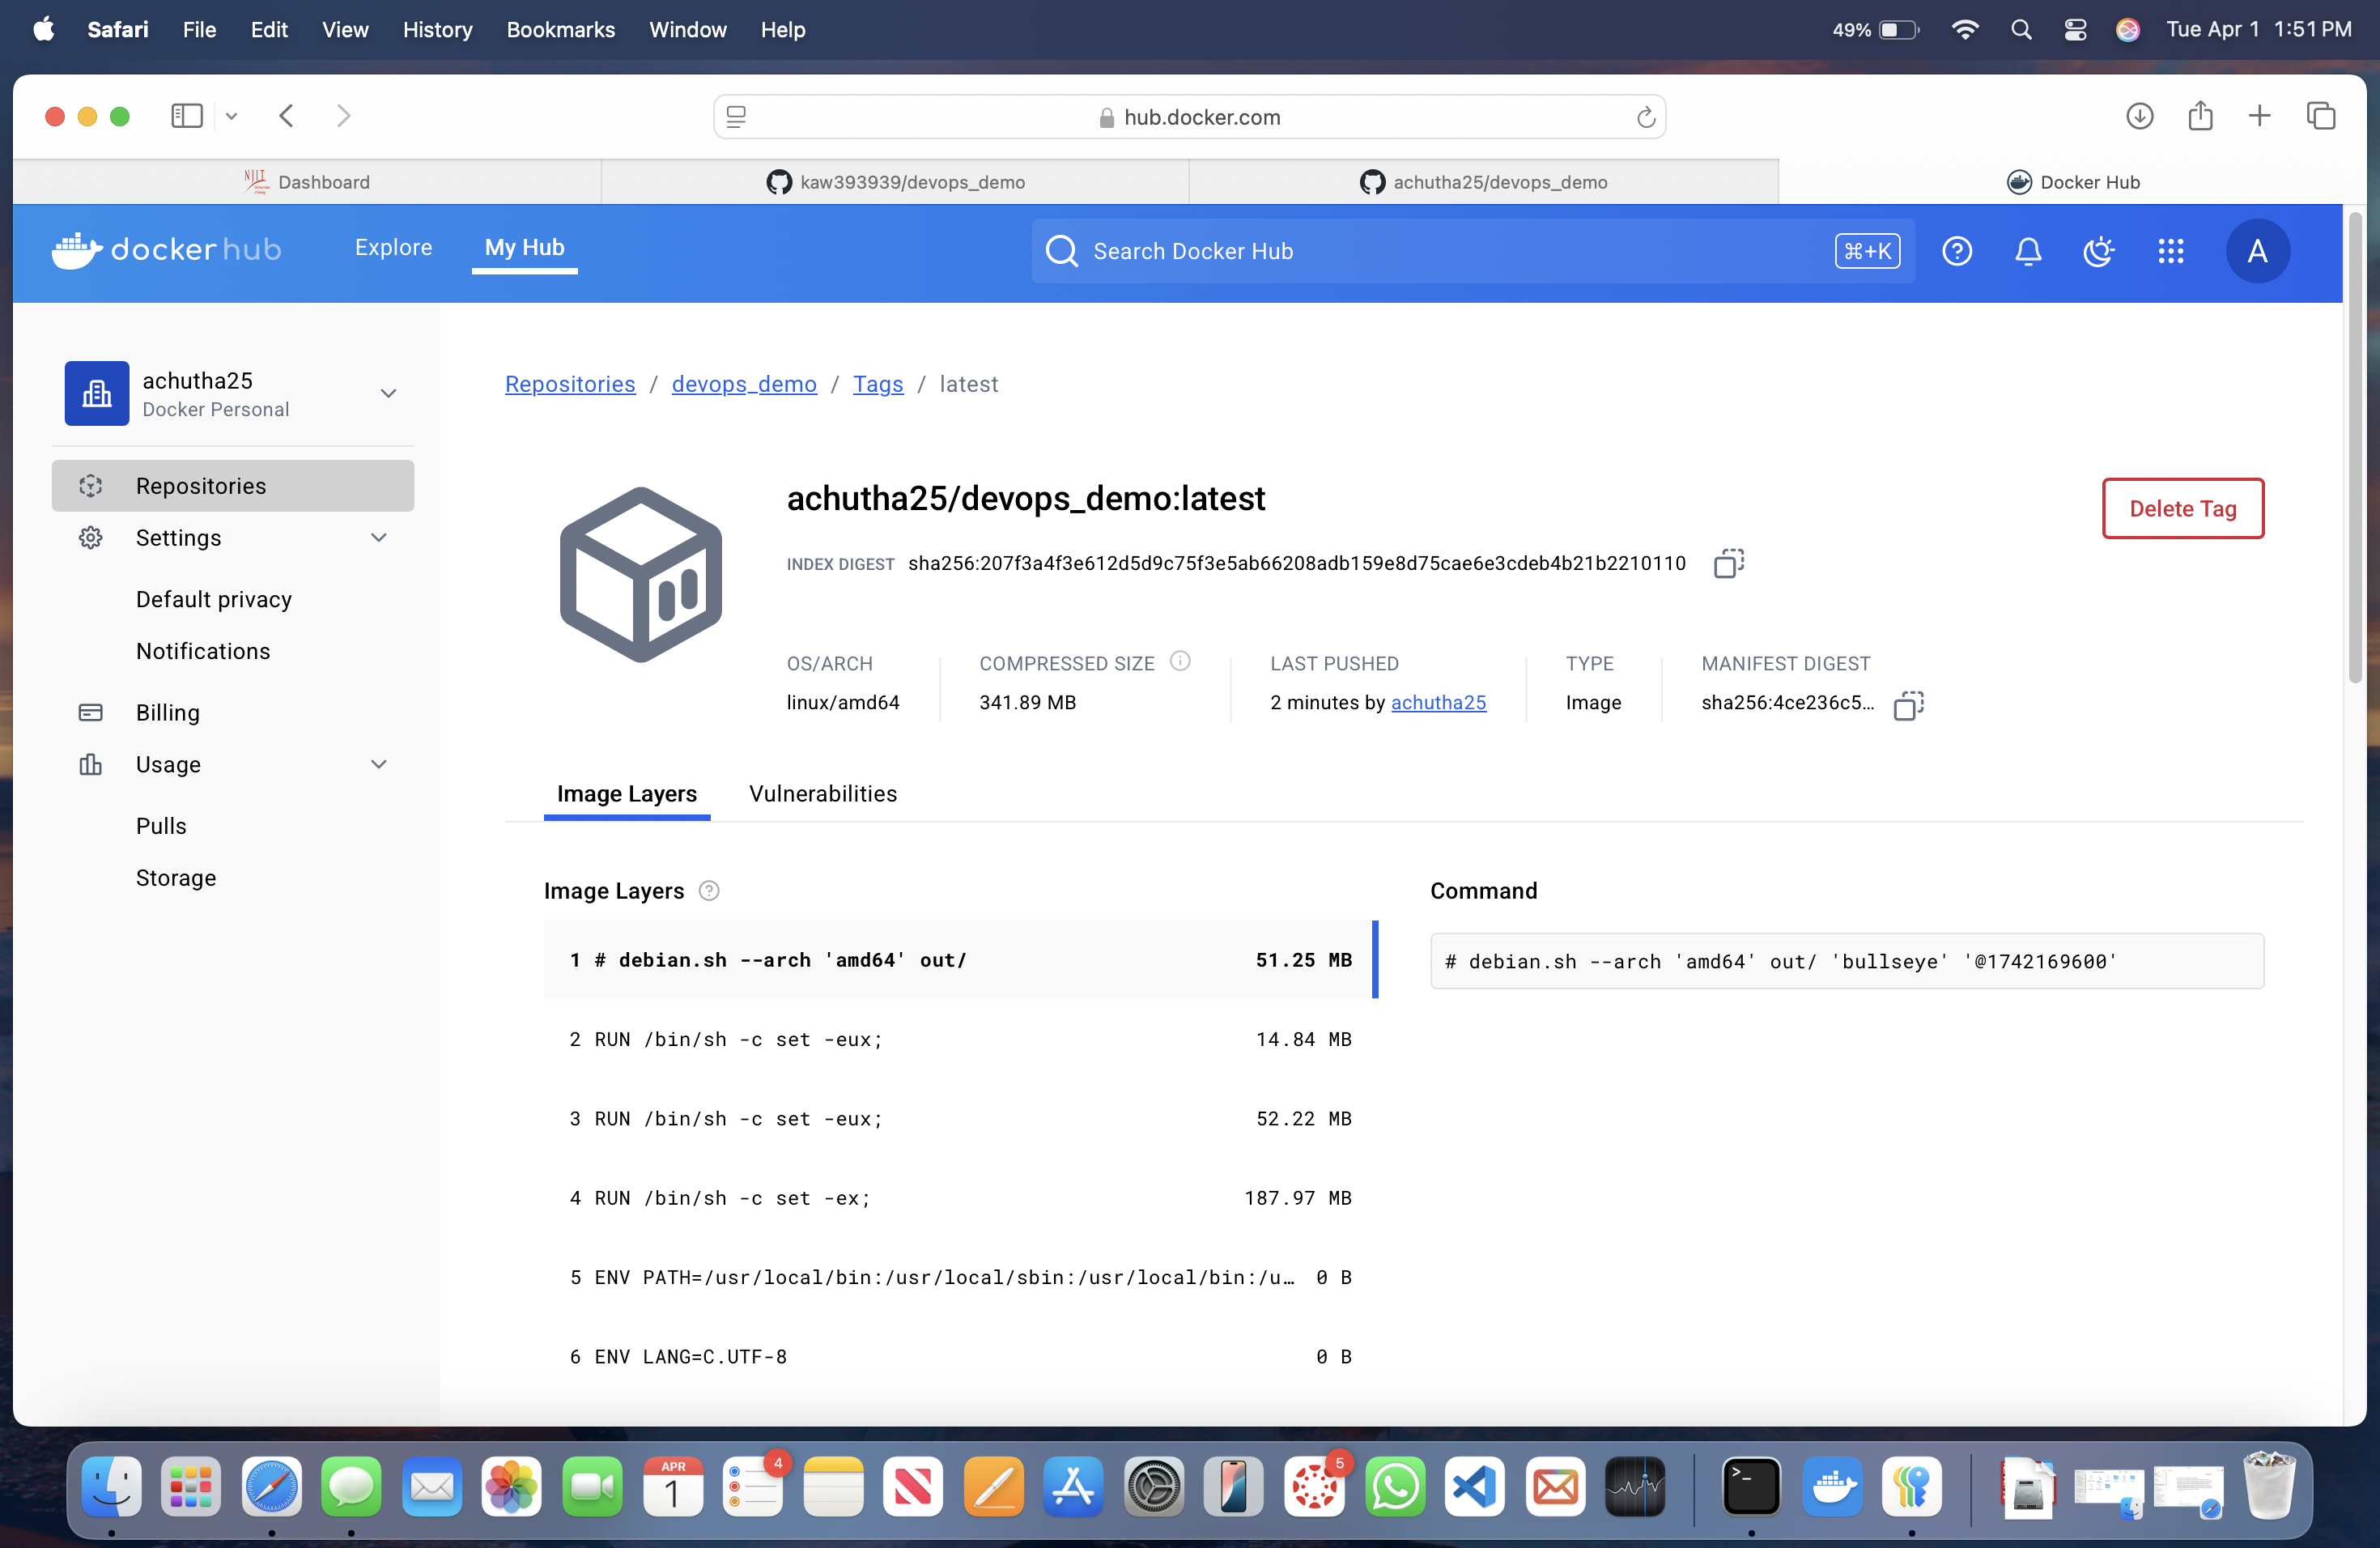 Safari File Edit View History Bookmarks Window Help 49% Tue Apr 1 1:51 PM
hub.docker.com
NJIT Dashboard kaw393939/devops_demo achutha25/devops_demo Docker Hub
docker hub Explore My Hub Search Docker Hub ⌘+K A
achutha25
Docker Personal
Repositories
Settings
Default privacy
Notifications
Billing
Usage
Pulls
Storage
Repositories / devops_demo / Tags / latest
achutha25/devops_demo:latest
Delete Tag
INDEX DIGEST sha256:207f3a4f3e612d5d9c75f3e5ab66208adb159e8d75cae6e3cdeb4b21b2210110
OS/ARCH COMPRESSED SIZE LAST PUSHED TYPE MANIFEST DIGEST
linux/amd64 341.89 MB 2 minutes by achutha25 Image sha256:4ce236c5...
Image Layers Vulnerabilities
Image Layers
1 # debian.sh --arch 'amd64' out/ 51.25 MB
2 RUN /bin/sh -c set -eux; 14.84 MB
3 RUN /bin/sh -c set -eux; 52.22 MB
4 RUN /bin/sh -c set -ex; 187.97 MB
5 ENV PATH=/usr/local/bin:/usr/local/sbin:/usr/local/bin:/u... 0 B
6 ENV LANG=C.UTF-8 0 B
Command
# debian.sh --arch 'amd64' out/ 'bullseye' '@1742169600'
APR
1
4
5
>_